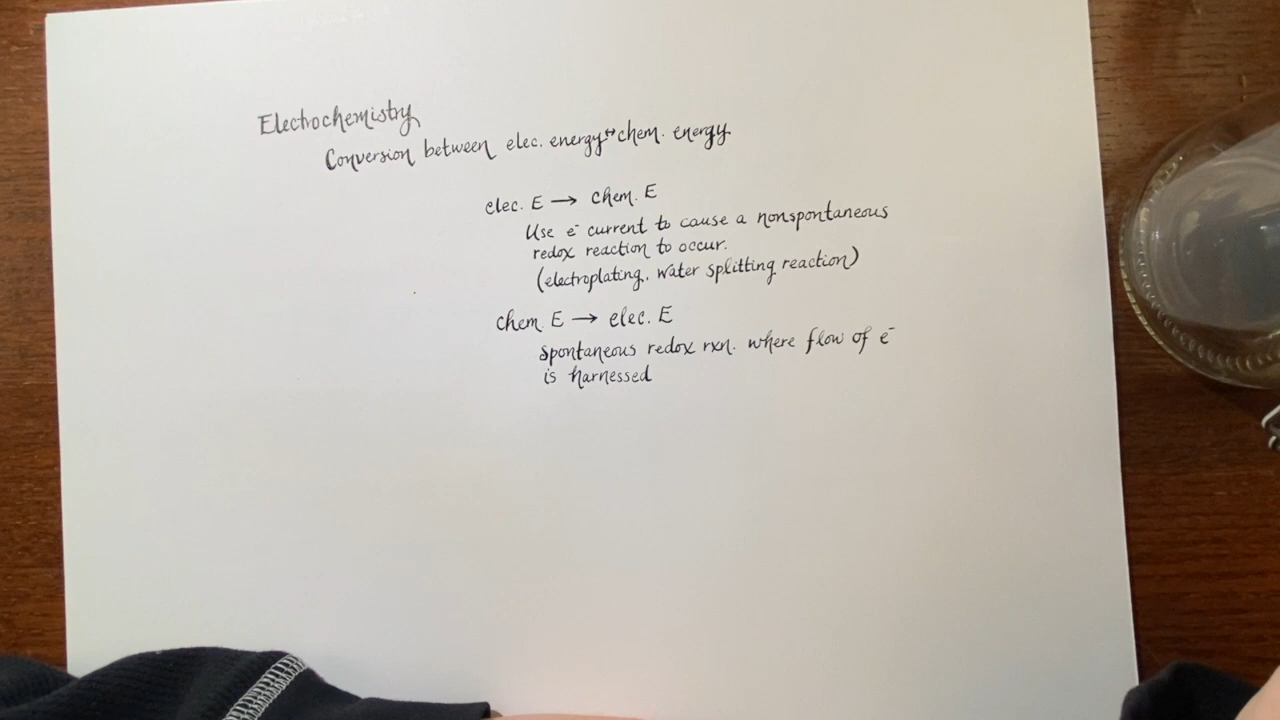 Electrochemistry
Conversion between elec. energy ↔ chem. energy
elec. E → chem. E
Use e⁻ current to cause a nonspontaneous
redox reaction to occur.
(electroplating, water splitting reaction)
chem. E → elec. E
Spontaneous redox rxn. where flow of e⁻
is harnessed